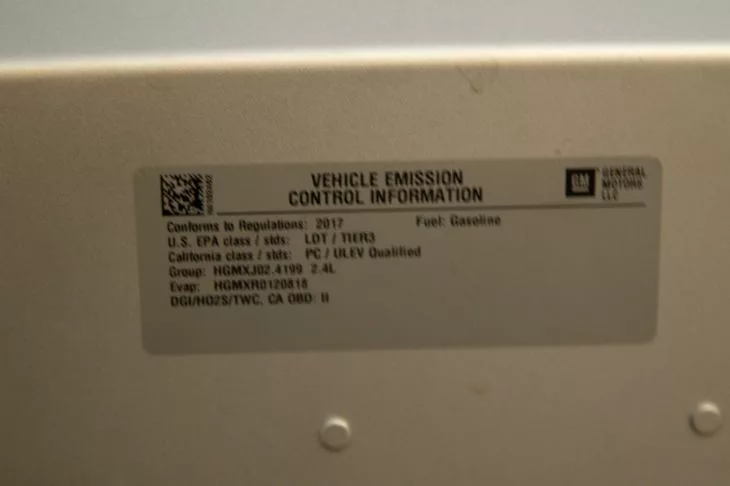 VEHICLE EMISSION
CONTROL INFORMATION
GM GENERAL
MOTORS
LLC
Conforms to Regulations: 2017 Fuel: Gasoline
U.S. EPA class / stds: LDT / TIER3
California class / stds: PC / ULEV Qualified
Group: HGMXJ02.4199 2.4L
Evap: HGMXR0120818
DGI/HO2S/TWC, CA OBD: II